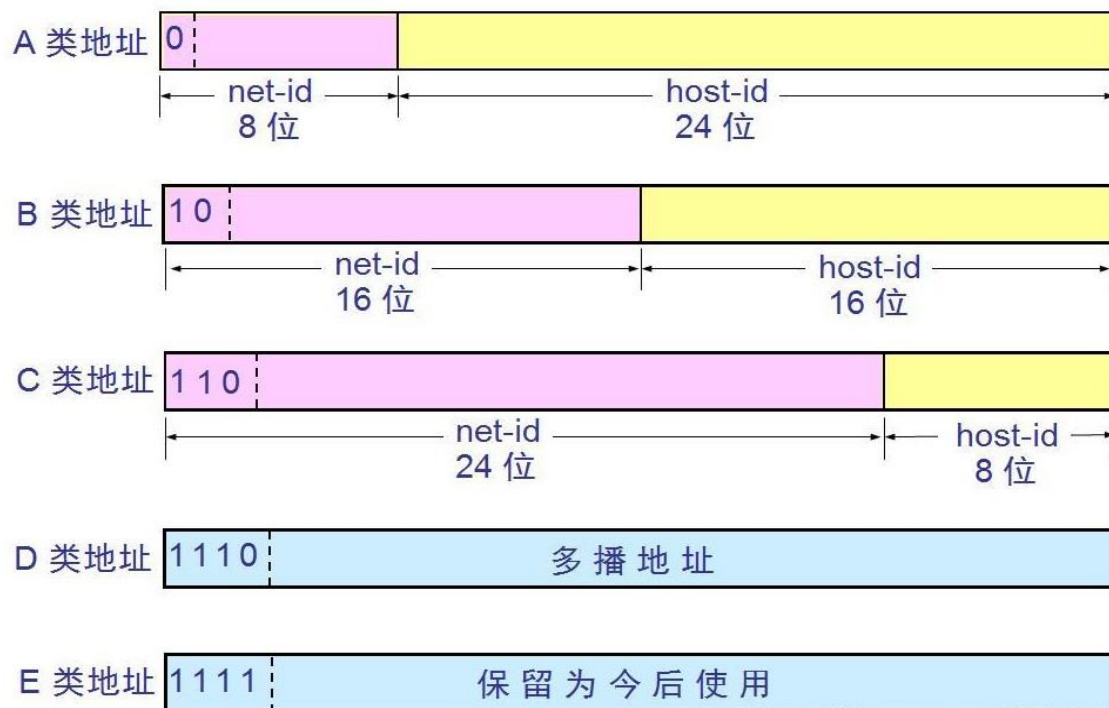 A 类地址 0
net-id host-id
8 位 24 位
B 类地址 1 0
net-id host-id
16 位 16 位
C 类地址 1 1 0
net-id host-id
24 位 8 位
D 类地址 1 1 1 0 多 播 地 址
E 类地址 1 1 1 1 保 留 为 今 后 使 用